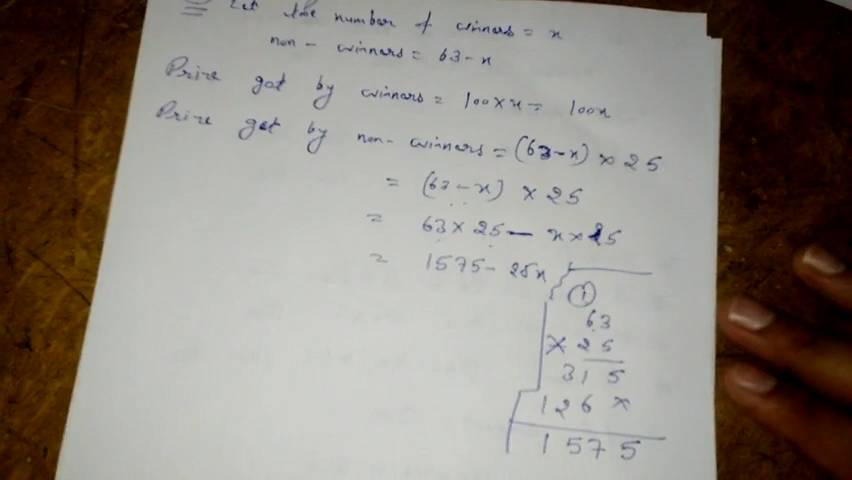 Let the number of winners = x
non - winners = 63 - x
Prize got by winners = 100 × x = 100x
Prize got by non- winners = (63 - x) × 25
= (63 - x) × 25
= 63 × 25 - x × 25
= 1575 - 25x
1
63
× 25
315
126×
1575